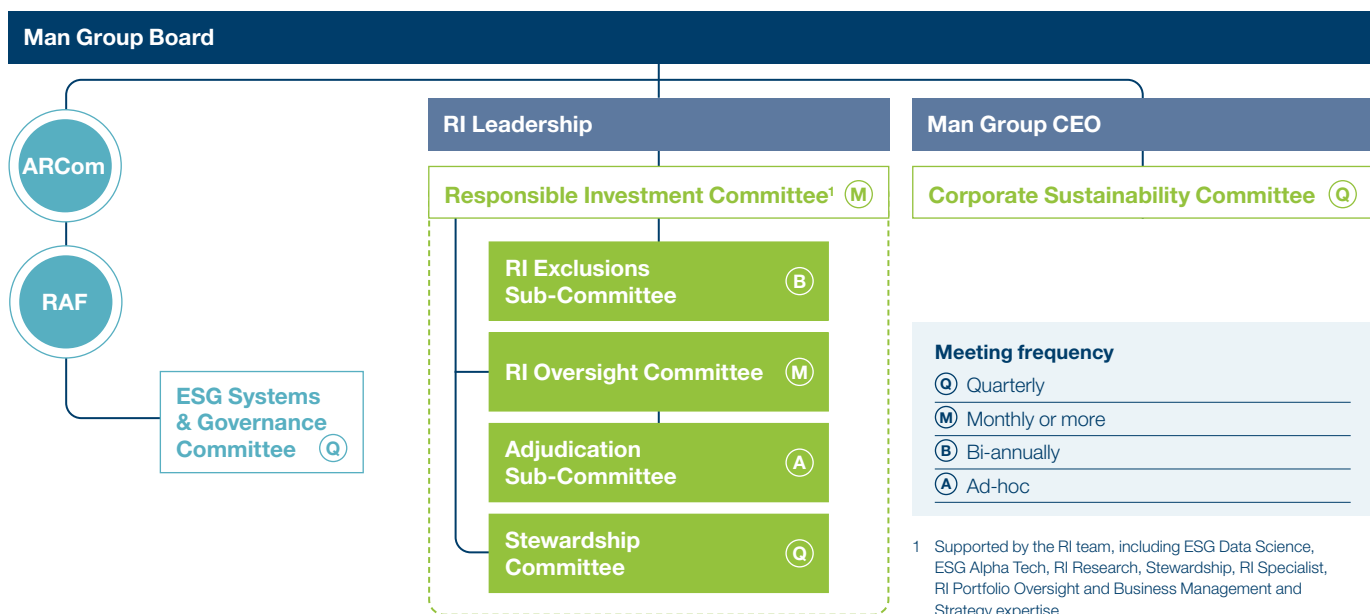 Man Group Board
ARCom
RAF
ESG Systems
& Governance
Committee Q
RI Leadership
Responsible Investment Committee¹ M
RI Exclusions
Sub-Committee B
RI Oversight Committee M
Adjudication
Sub-Committee A
Stewardship
Committee Q
Man Group CEO
Corporate Sustainability Committee Q
Meeting frequency
Q Quarterly
M Monthly or more
B Bi-annually
A Ad-hoc
1 Supported by the RI team, including ESG Data Science,
ESG Alpha Tech, RI Research, Stewardship, RI Specialist,
RI Portfolio Oversight and Business Management and
Strategy expertise